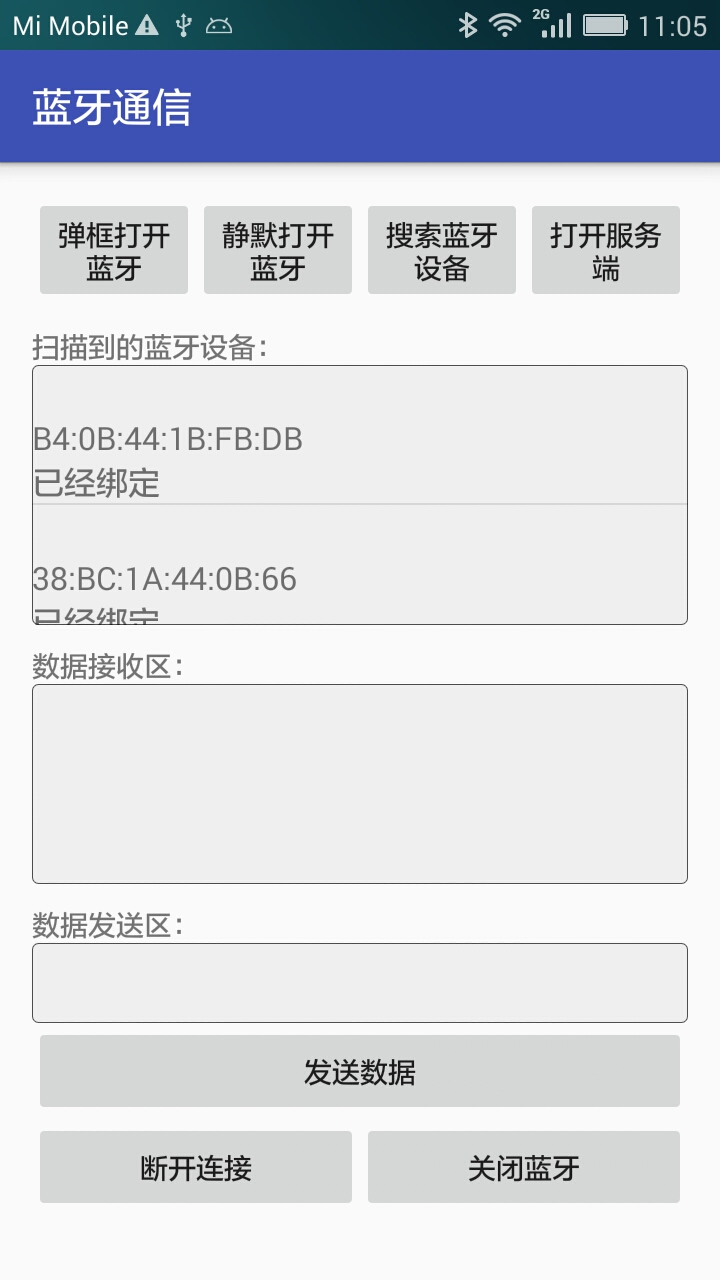 Mi Mobile 2G 11:05
蓝牙通信
弹框打开
蓝牙
静默打开
蓝牙
搜索蓝牙
设备
打开服务
端
扫描到的蓝牙设备：
B4:0B:44:1B:FB:DB
已经绑定
38:BC:1A:44:0B:66
已经绑定
数据接收区：
数据发送区：
发送数据
断开连接
关闭蓝牙